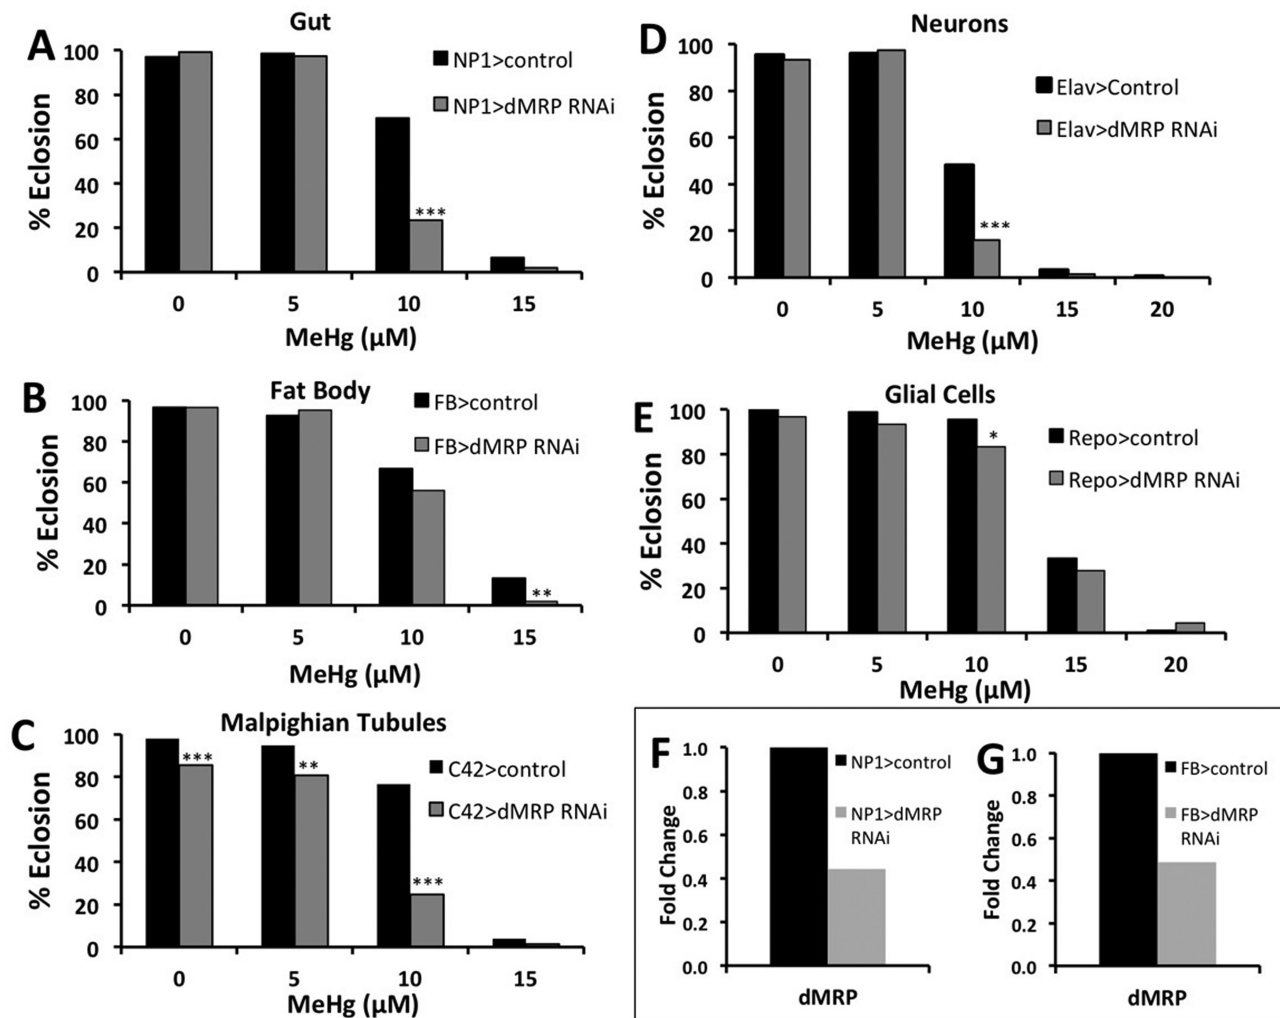 A
Gut
% Eclosion
100
80
60
40
20
0
***
NP1>control
NP1>dMRP RNAi
0 5 10 15
MeHg (µM)
B
Fat Body
% Eclosion
100
80
60
40
20
0
**
FB>control
FB>dMRP RNAi
0 5 10 15
MeHg (µM)
C
Malpighian Tubules
% Eclosion
100
80
60
40
20
0
***
**
***
C42>control
C42>dMRP RNAi
0 5 10 15
MeHg (µM)
D
Neurons
% Eclosion
100
80
60
40
20
0
***
Elav>Control
Elav>dMRP RNAi
0 5 10 15 20
MeHg (µM)
E
Glial Cells
% Eclosion
100
80
60
40
20
0
*
Repo>control
Repo>dMRP RNAi
0 5 10 15 20
MeHg (µM)
F
Fold Change
1.0
0.8
0.6
0.4
0.2
0.0
NP1>control
NP1>dMRP
RNAi
dMRP
G
Fold Change
1.0
0.8
0.6
0.4
0.2
0.0
FB>control
FB>dMRP
RNAi
dMRP